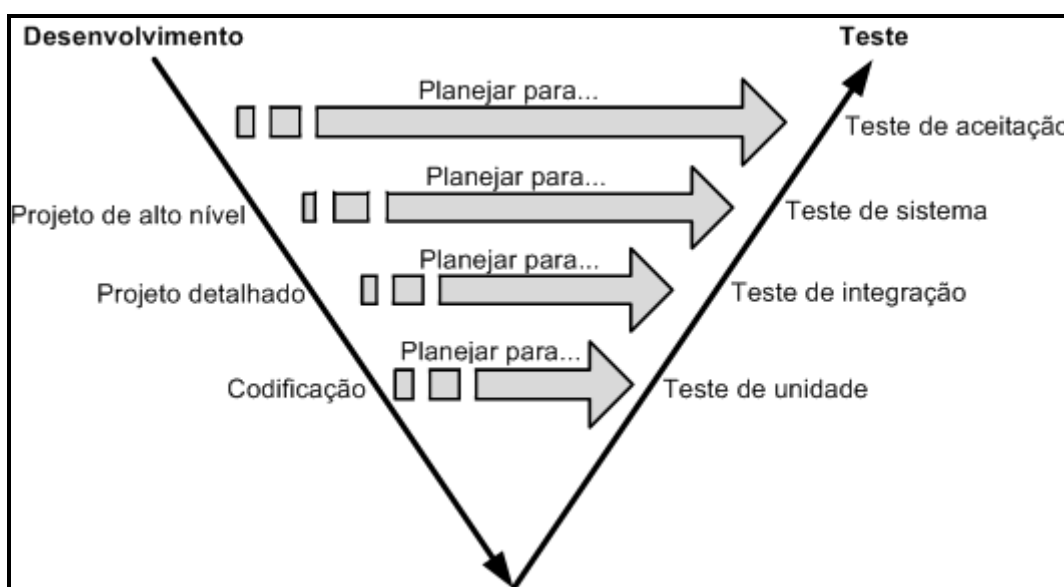 Desenvolvimento
Teste
Planejar para...
Teste de aceitação
Planejar para...
Projeto de alto nível
Teste de sistema
Planejar para...
Projeto detalhado
Teste de integração
Planejar para...
Codificação
Teste de unidade